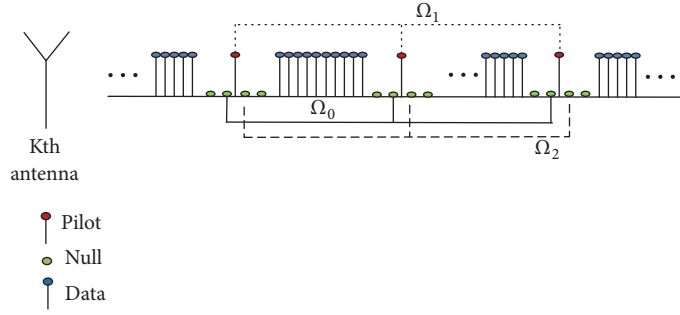 Ω1
Ω0
Ω2
Kth
antenna
Pilot
Null
Data